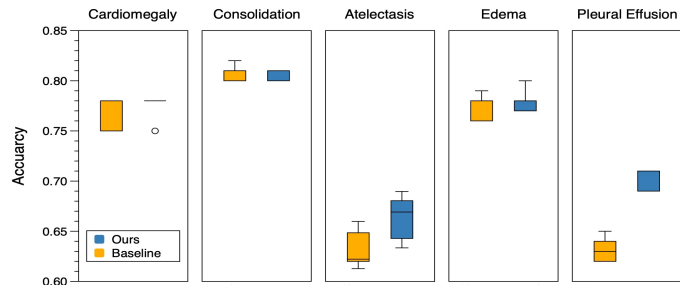 Cardiomegaly Consolidation Atelectasis Edema Pleural Effusion
0.85
0.80
0.75
0.70
0.65
0.60
Accuarcy
Ours
Baseline